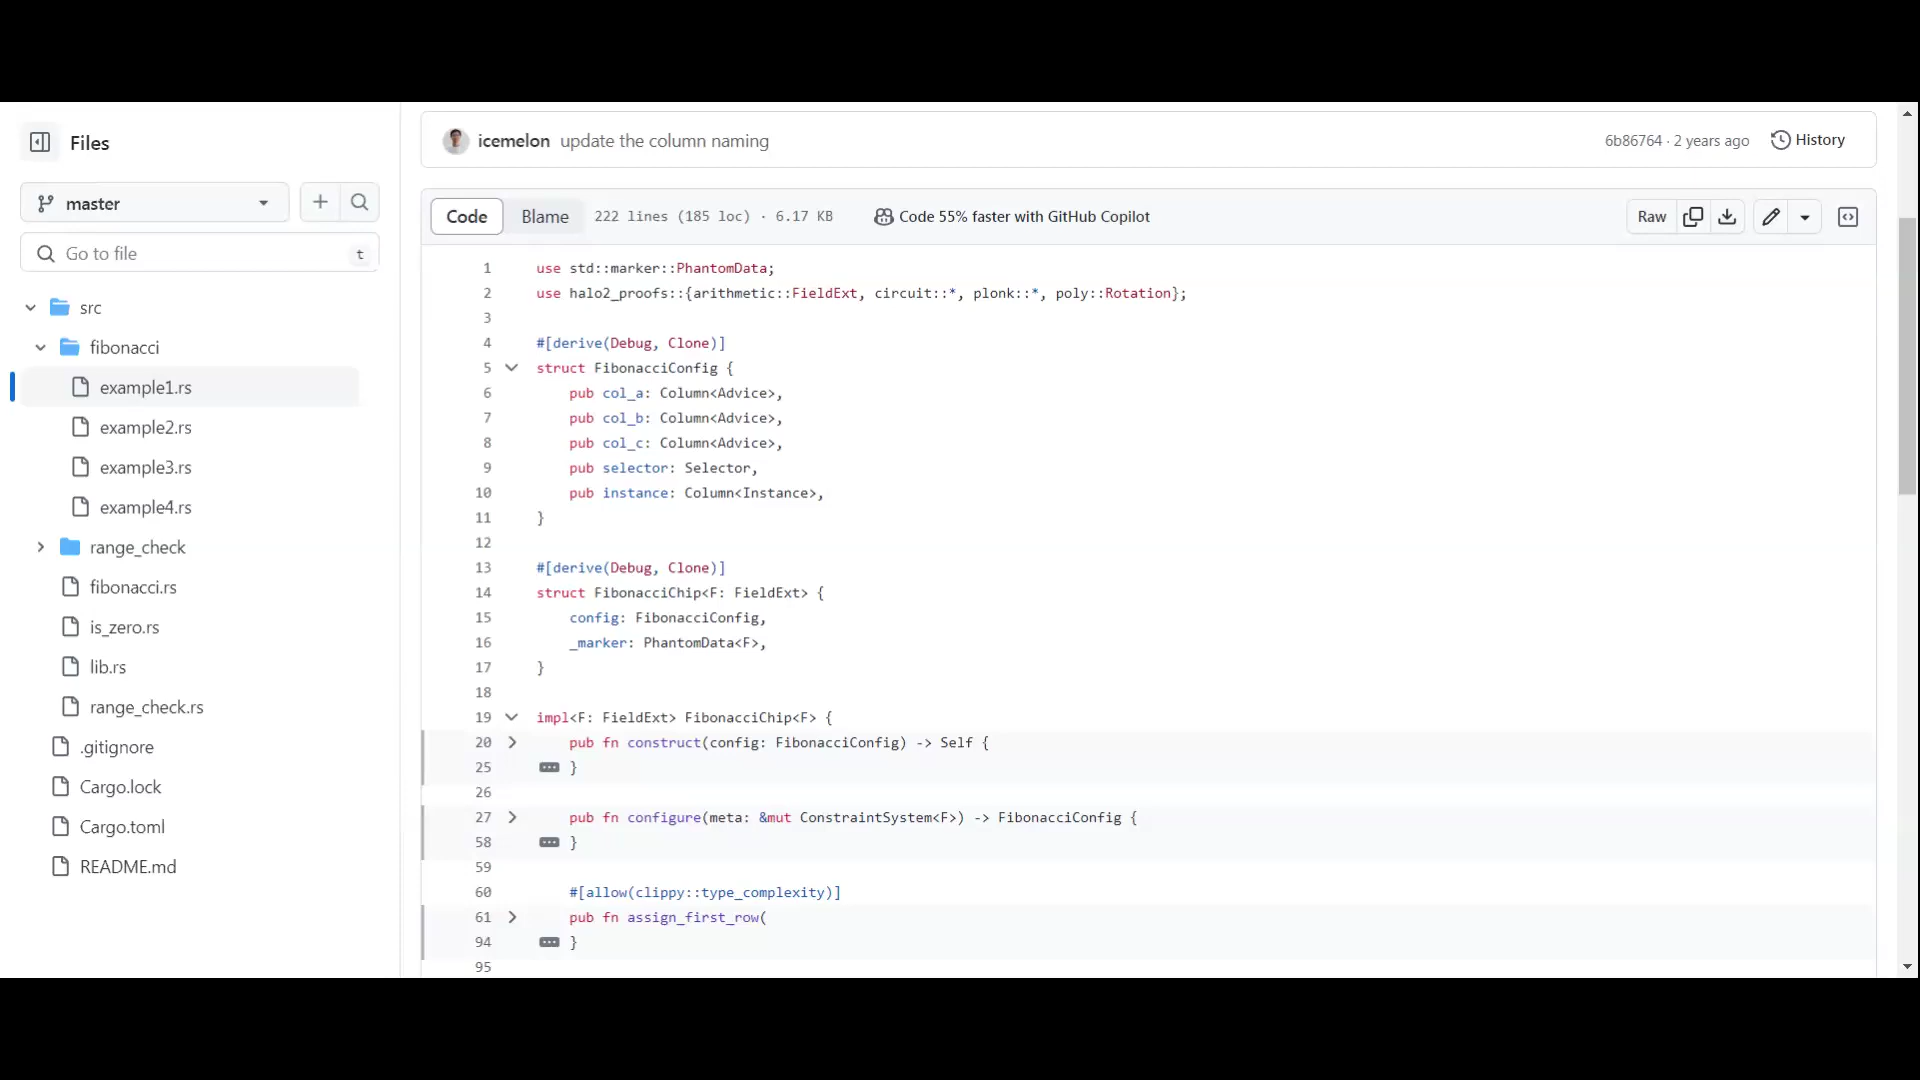 Files
master
Go to file
t
src
fibonacci
example1.rs
example2.rs
example3.rs
example4.rs
range_check
fibonacci.rs
is_zero.rs
lib.rs
range_check.rs
.gitignore
Cargo.lock
Cargo.toml
README.md
icemelon update the column naming
6b86764 · 2 years ago
History
Code
Blame
222 lines (185 loc) · 6.17 KB
Code 55% faster with GitHub Copilot
Raw
1 use std::marker::PhantomData;
2 use halo2_proofs::{arithmetic::FieldExt, circuit::*, plonk::*, poly::Rotation};
3
4 #[derive(Debug, Clone)]
5 struct FibonacciConfig {
6 pub col_a: Column<Advice>,
7 pub col_b: Column<Advice>,
8 pub col_c: Column<Advice>,
9 pub selector: Selector,
10 pub instance: Column<Instance>,
11 }
12
13 #[derive(Debug, Clone)]
14 struct FibonacciChip<F: FieldExt> {
15 config: FibonacciConfig,
16 _marker: PhantomData<F>,
17 }
18
19 impl<F: FieldExt> FibonacciChip<F> {
20 pub fn construct(config: FibonacciConfig) -> Self {
25 }
26
27 pub fn configure(meta: &mut ConstraintSystem<F>) -> FibonacciConfig {
58 }
59
60 #[allow(clippy::type_complexity)]
61 pub fn assign_first_row(
94 }
95